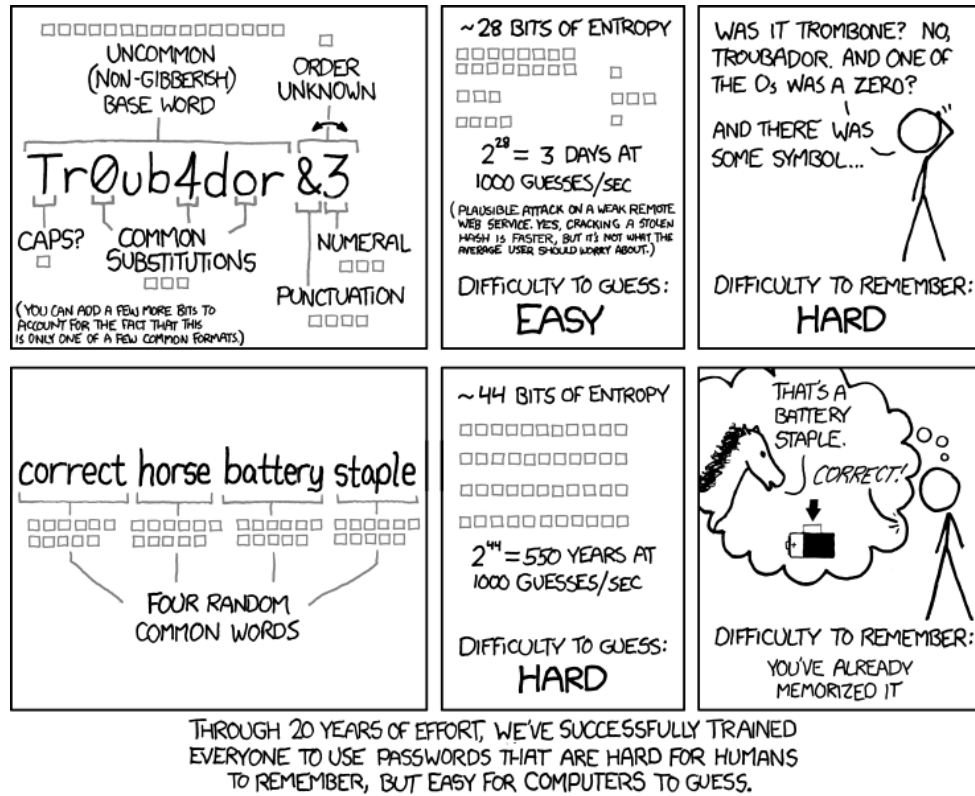 UNCOMMON
(NON-GIBBERISH)
BASE WORD
ORDER
UNKNOWN
Tr0ub4dor &3
CAPS?
COMMON
SUBSTITUTIONS
NUMERAL
PUNCTUATION
(YOU CAN ADD A FEW MORE BITS TO
ACCOUNT FOR THE FACT THAT THIS
IS ONLY ONE OF A FEW COMMON FORMATS.)
~28 BITS OF ENTROPY
2²⁸ = 3 DAYS AT
1000 GUESSES/SEC
(PLAUSIBLE ATTACK ON A WEAK REMOTE
WEB SERVICE. YES, CRACKING A STOLEN
HASH IS FASTER, BUT IT'S NOT WHAT THE
AVERAGE USER SHOULD WORRY ABOUT.)
DIFFICULTY TO GUESS:
EASY
WAS IT TROMBONE? NO,
TROUBADOR. AND ONE OF
THE Os WAS A ZERO?
AND THERE WAS
SOME SYMBOL...
DIFFICULTY TO REMEMBER:
HARD
correct horse battery staple
FOUR RANDOM
COMMON WORDS
~44 BITS OF ENTROPY
2⁴⁴ = 550 YEARS AT
1000 GUESSES/SEC
DIFFICULTY TO GUESS:
HARD
THAT'S A
BATTERY
STAPLE.
CORRECT!
DIFFICULTY TO REMEMBER:
YOU'VE ALREADY
MEMORIZED IT
THROUGH 20 YEARS OF EFFORT, WE'VE SUCCESSFULLY TRAINED
EVERYONE TO USE PASSWORDS THAT ARE HARD FOR HUMANS
TO REMEMBER, BUT EASY FOR COMPUTERS TO GUESS.